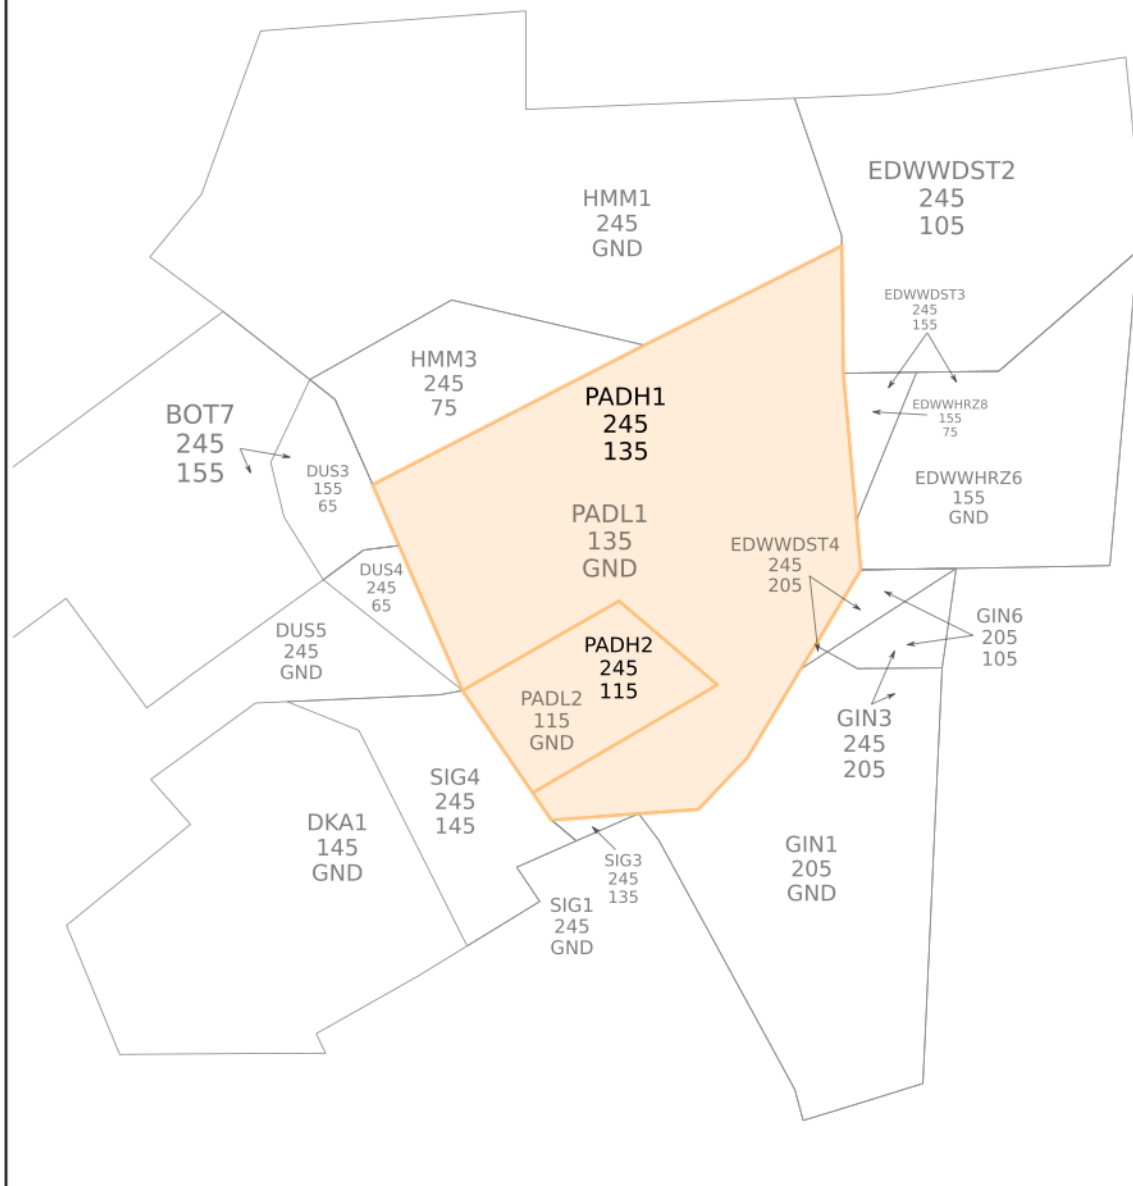 EDWWDST2
245
105
HMM1
245
GND
EDWWDST3
245
155
HMM3
245
75
PADH1
245
135
EDWWHRZ8
155
75
BOT7
245
155
DUS3
155
65
EDWWHRZ6
155
GND
PADL1
135
GND
EDWWDST4
245
205
DUS4
245
65
GIN6
205
105
DUS5
245
GND
PADH2
245
115
PADL2
115
GND
GIN3
245
205
SIG4
245
145
DKA1
145
GND
GIN1
205
GND
SIG3
245
135
SIG1
245
GND